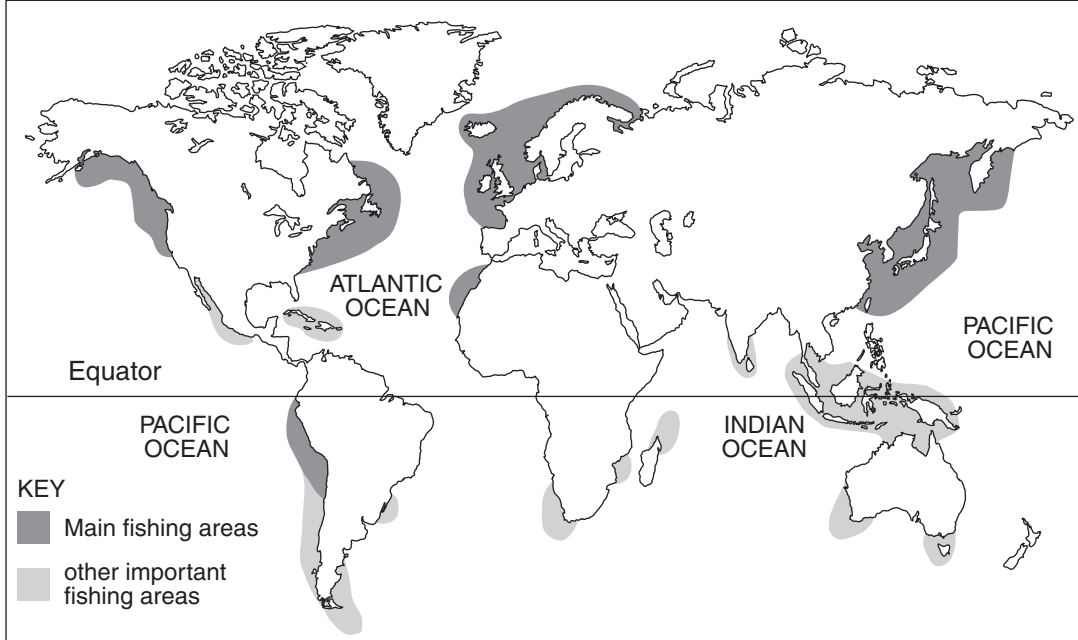 ATLANTIC
OCEAN
PACIFIC
OCEAN
Equator
PACIFIC
OCEAN
INDIAN
OCEAN
KEY
Main fishing areas
other important
fishing areas